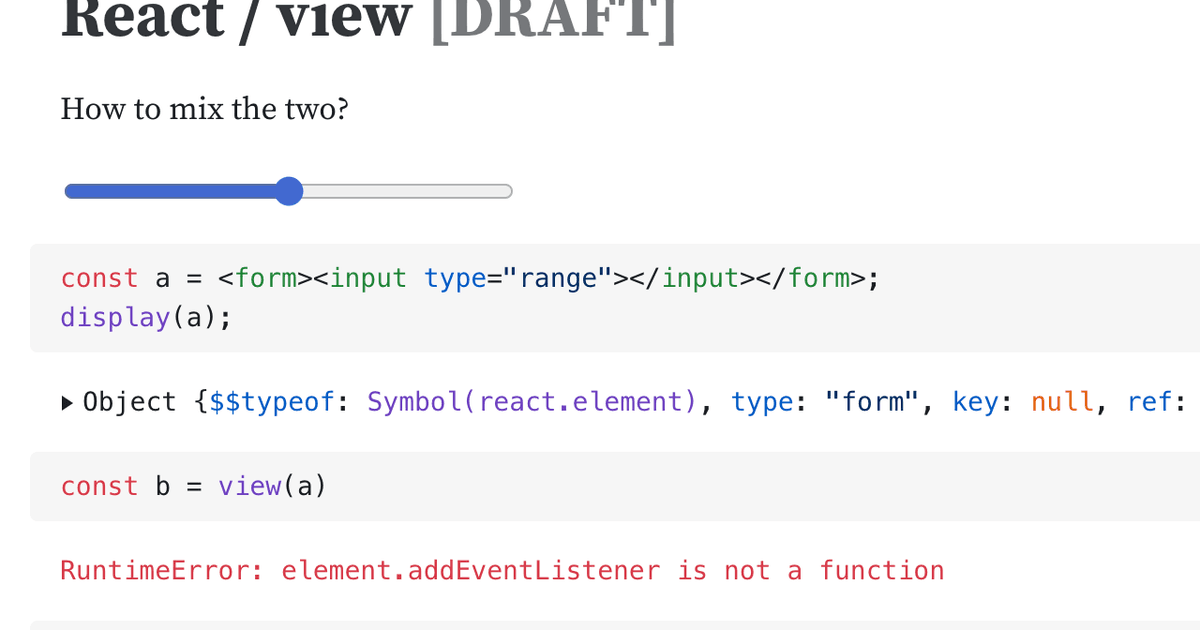 React / view [DRAFT]
How to mix the two?
const a = <form><input type="range"></input></form>;
display(a);
Object {$$typeof: Symbol(react.element), type: "form", key: null, ref:
const b = view(a)
RuntimeError: element.addEventListener is not a function